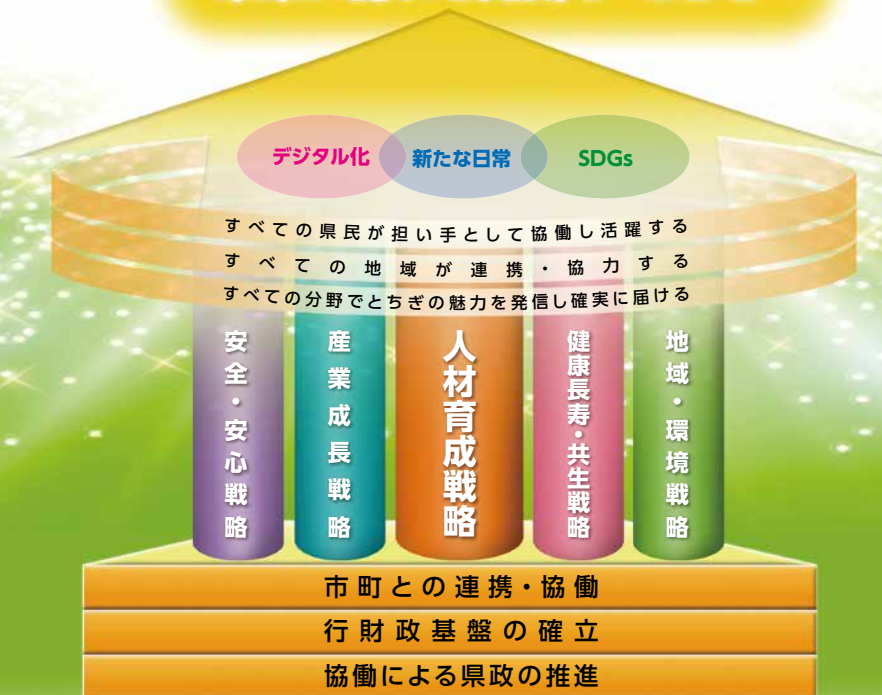 デジタル化
新たな日常
SDGs
すべての県民が担い手として協働し活躍する
すべての地域が連携・協力する
すべての分野でとちぎの魅力を発信し確実に届ける
安全・安心戦略
産業成長戦略
人材育成戦略
健康長寿・共生戦略
地域・環境戦略
市町との連携・協働
行財政基盤の確立
協働による県政の推進